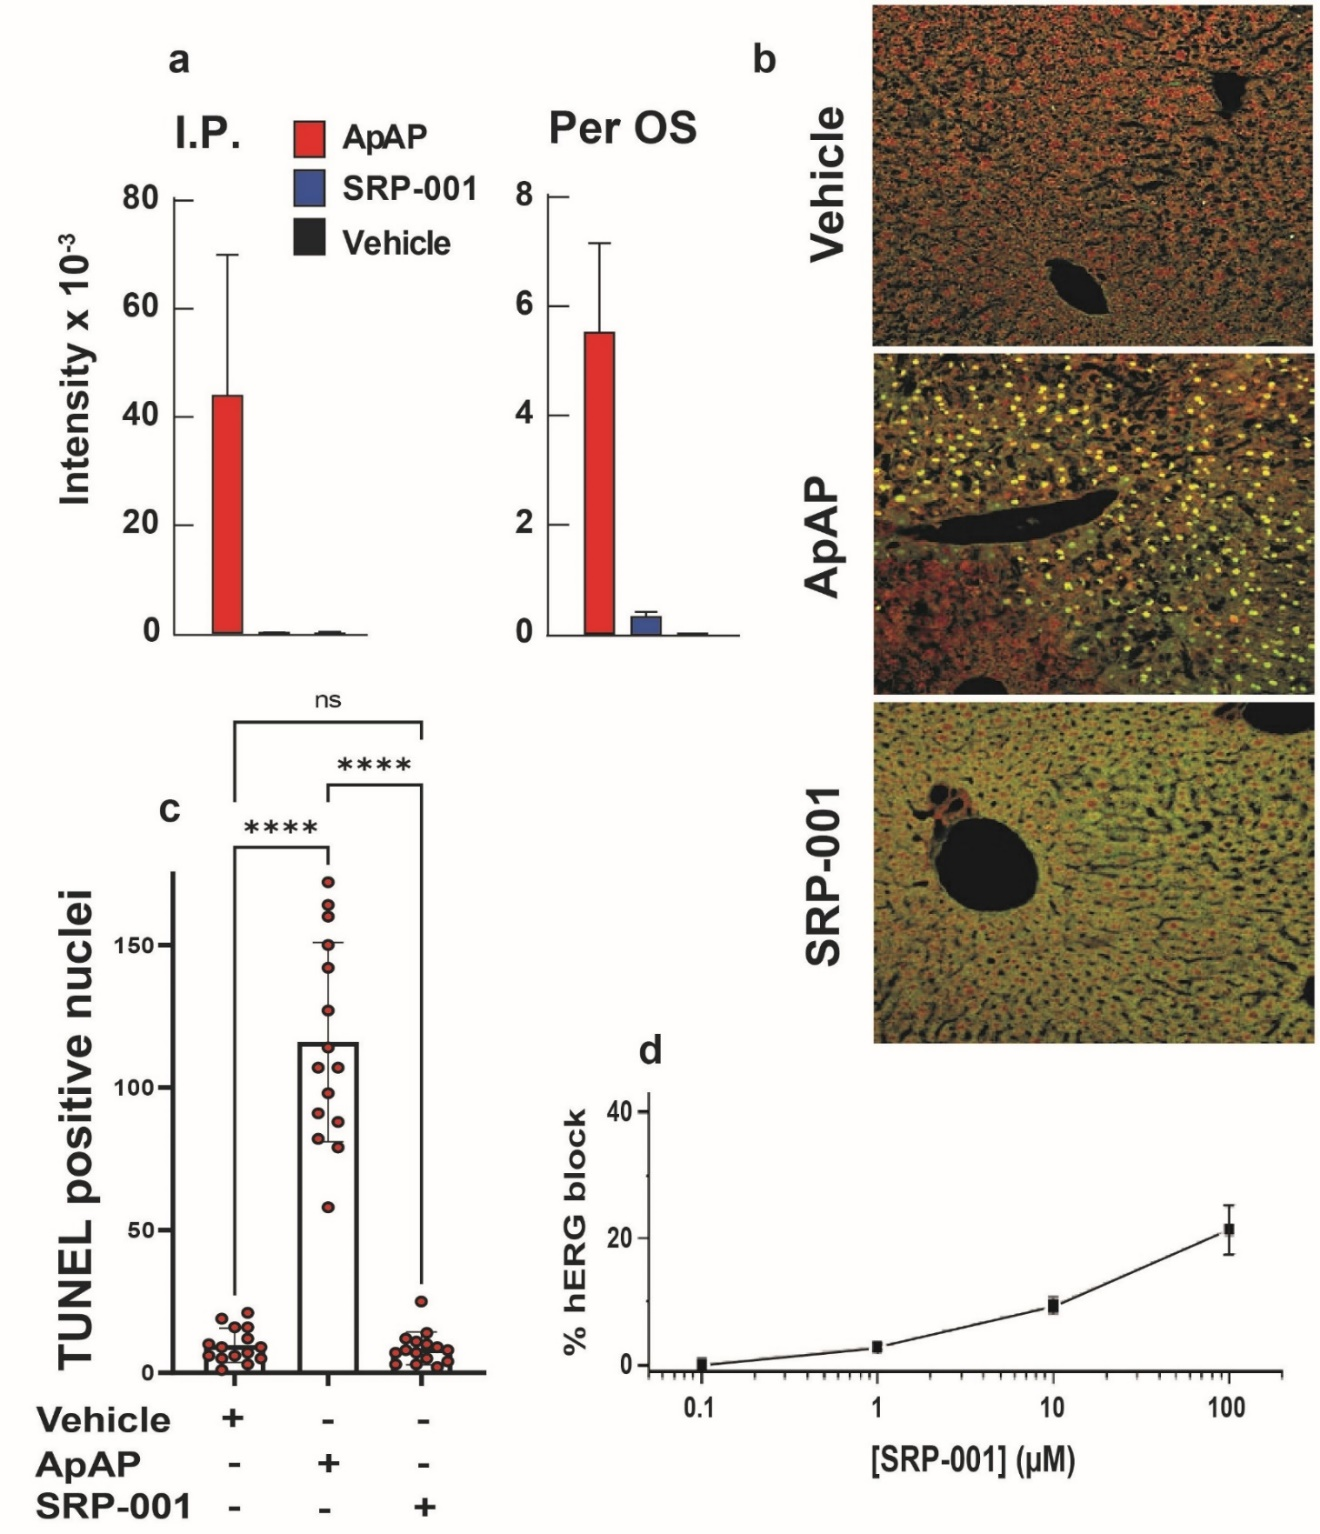 a
I.P.
ApAP
SRP-001
Vehicle
Intensity x 10-3
80
60
40
20
0
Per OS
8
6
4
2
0
b
Vehicle
ApAP
SRP-001
c
ns
****
****
TUNEL positive nuclei
150
100
50
0
Vehicle + - -
ApAP - + -
SRP-001 - - +
d
% hERG block
40
20
0
0.1 1 10 100
[SRP-001] (µM)